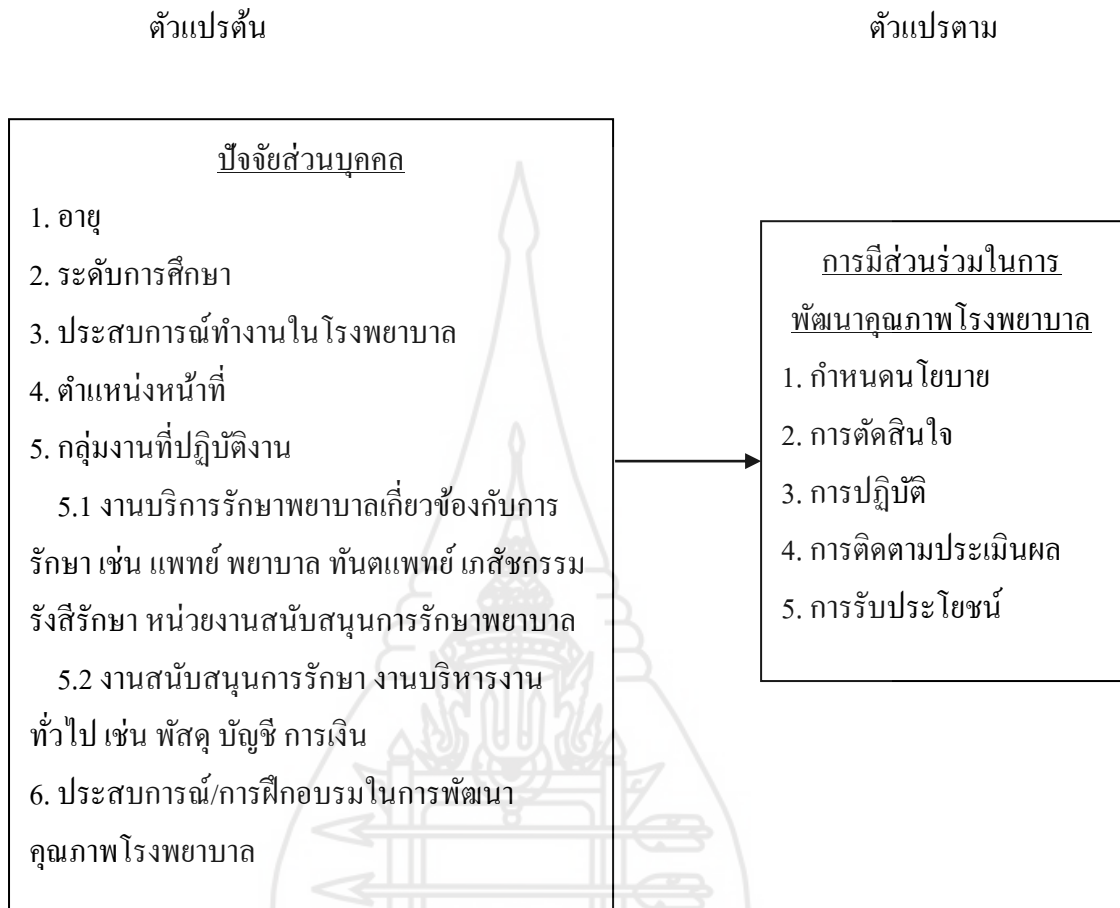 ตัวแปรต้น
ตัวแปรตาม
ปัจจัยส่วนบุคคล
1. อายุ
2. ระดับการศึกษา
3. ประสบการณ์ทำงานในโรงพยาบาล
4. ตำแหน่งหน้าที่
5. กลุ่มงานที่ปฏิบัติงาน
5.1 งานบริการรักษาพยาบาลเกี่ยวข้องกับการ
รักษา เช่น แพทย์ พยาบาล ทันตแพทย์ เภสัชกรรม
รังสีรักษา หน่วยงานสนับสนุนการรักษาพยาบาล
5.2 งานสนับสนุนการรักษา งานบริหารงาน
ทั่วไป เช่น พัสดุ บัญชี การเงิน
6. ประสบการณ์/การฝึกอบรมในการพัฒนา
คุณภาพโรงพยาบาล
การมีส่วนร่วมในการ
พัฒนาคุณภาพโรงพยาบาล
1. กำหนดนโยบาย
2. การตัดสินใจ
3. การปฏิบัติ
4. การติดตามประเมินผล
5. การรับประโยชน์